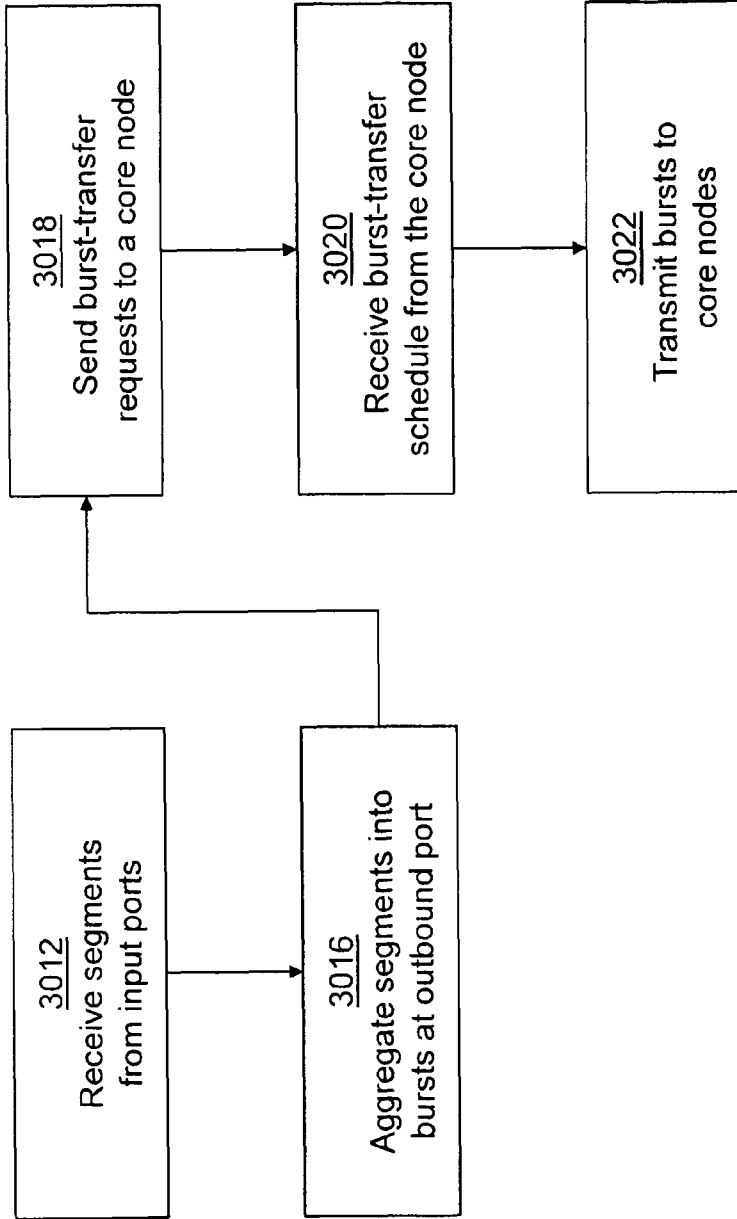 3012
Receive segments
from input ports
3016
Aggregate segments into
bursts at outbound port
3018
Send burst-transfer
requests to a core node
3020
Receive burst-transfer
schedule from the core node
3022
Transmit bursts to
core nodes